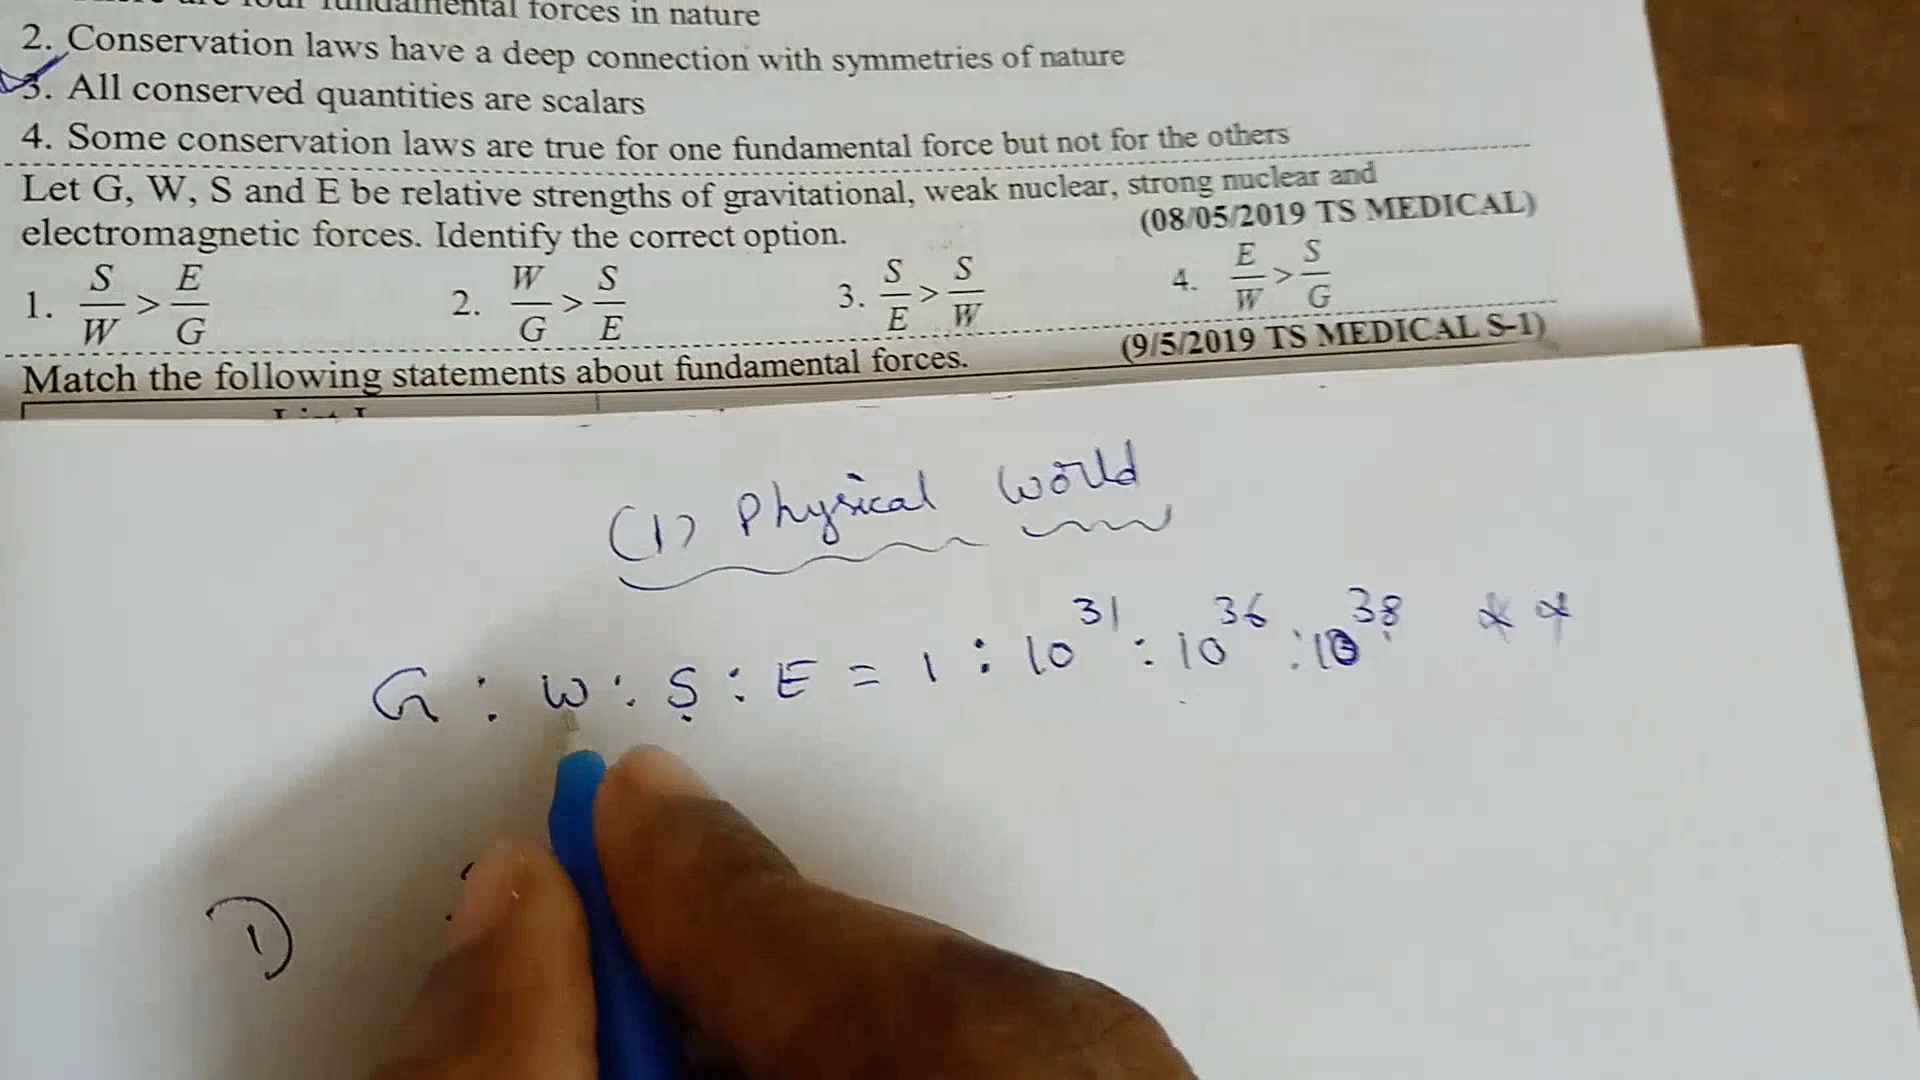 fundamental forces in nature
2. Conservation laws have a deep connection with symmetries of nature
3. All conserved quantities are scalars
4. Some conservation laws are true for one fundamental force but not for the others
Let G, W, S and E be relative strengths of gravitational, weak nuclear, strong nuclear and
electromagnetic forces. Identify the correct option. (08/05/2019 TS MEDICAL)
1. S/W > E/G 2. W/G > S/E 3. S/E > S/W 4. E/W > S/G
Match the following statements about fundamental forces. (9/5/2019 TS MEDICAL S-1)
(1) Physical World
G : W : S : E = 1 : 10^31 : 10^36 : 10^38 * *
1)